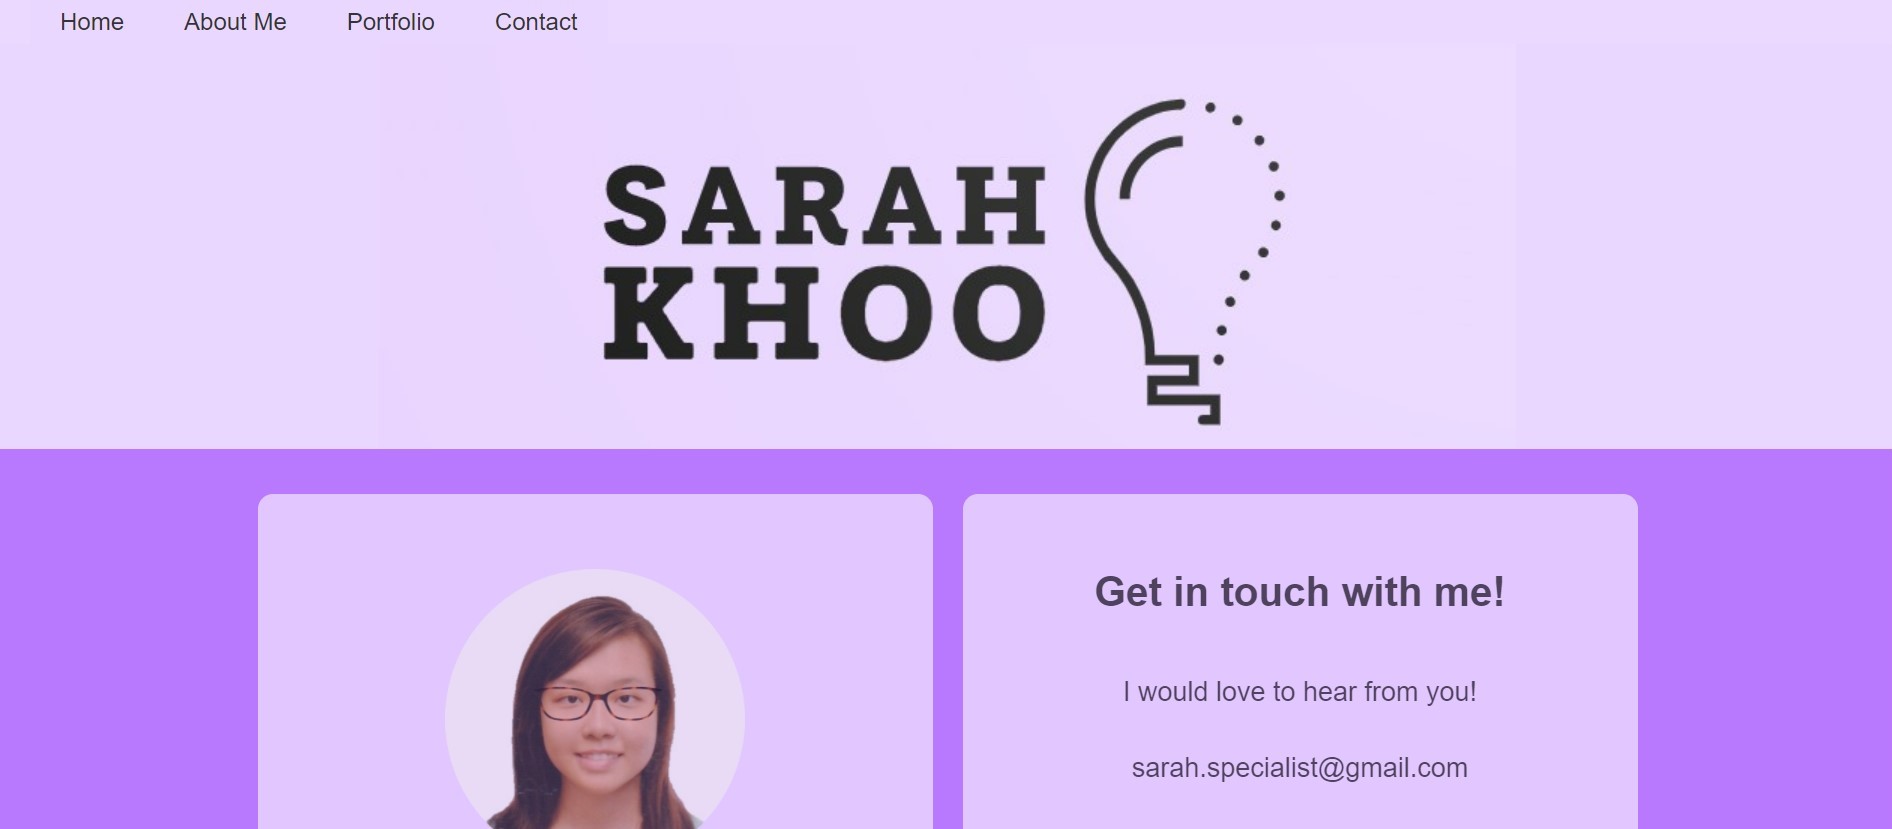 Home About Me Portfolio Contact
SARAH
KHOO
Get in touch with me!
I would love to hear from you!
sarah.specialist@gmail.com